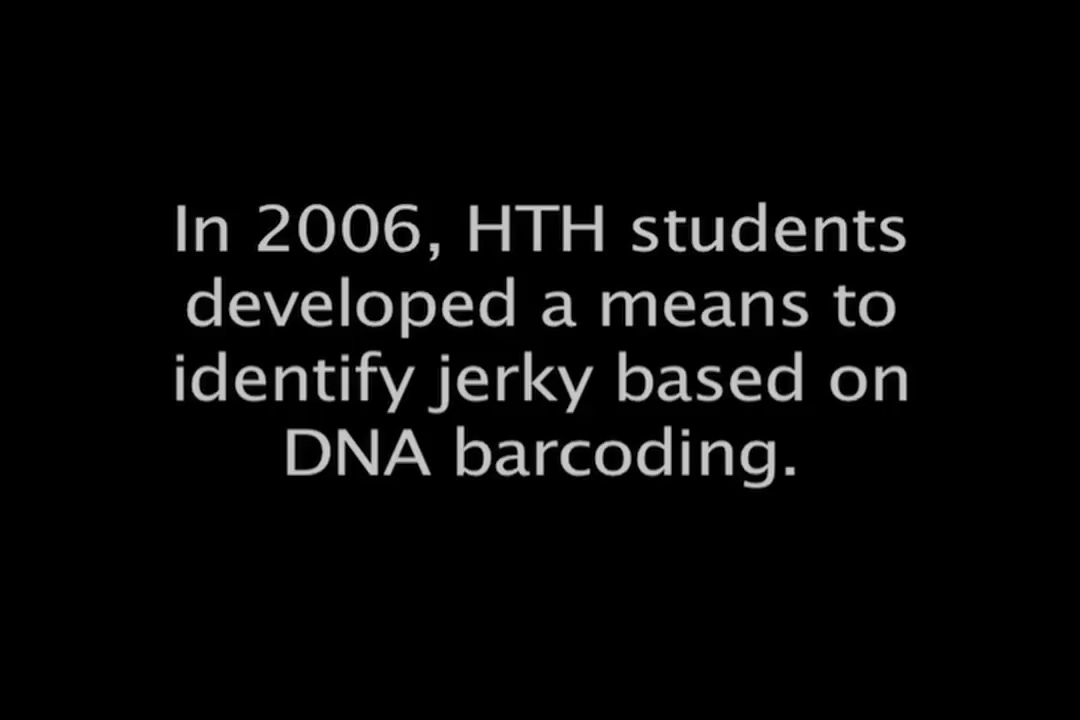 In 2006, HTH students
developed a means to
identify jerky based on
DNA barcoding.